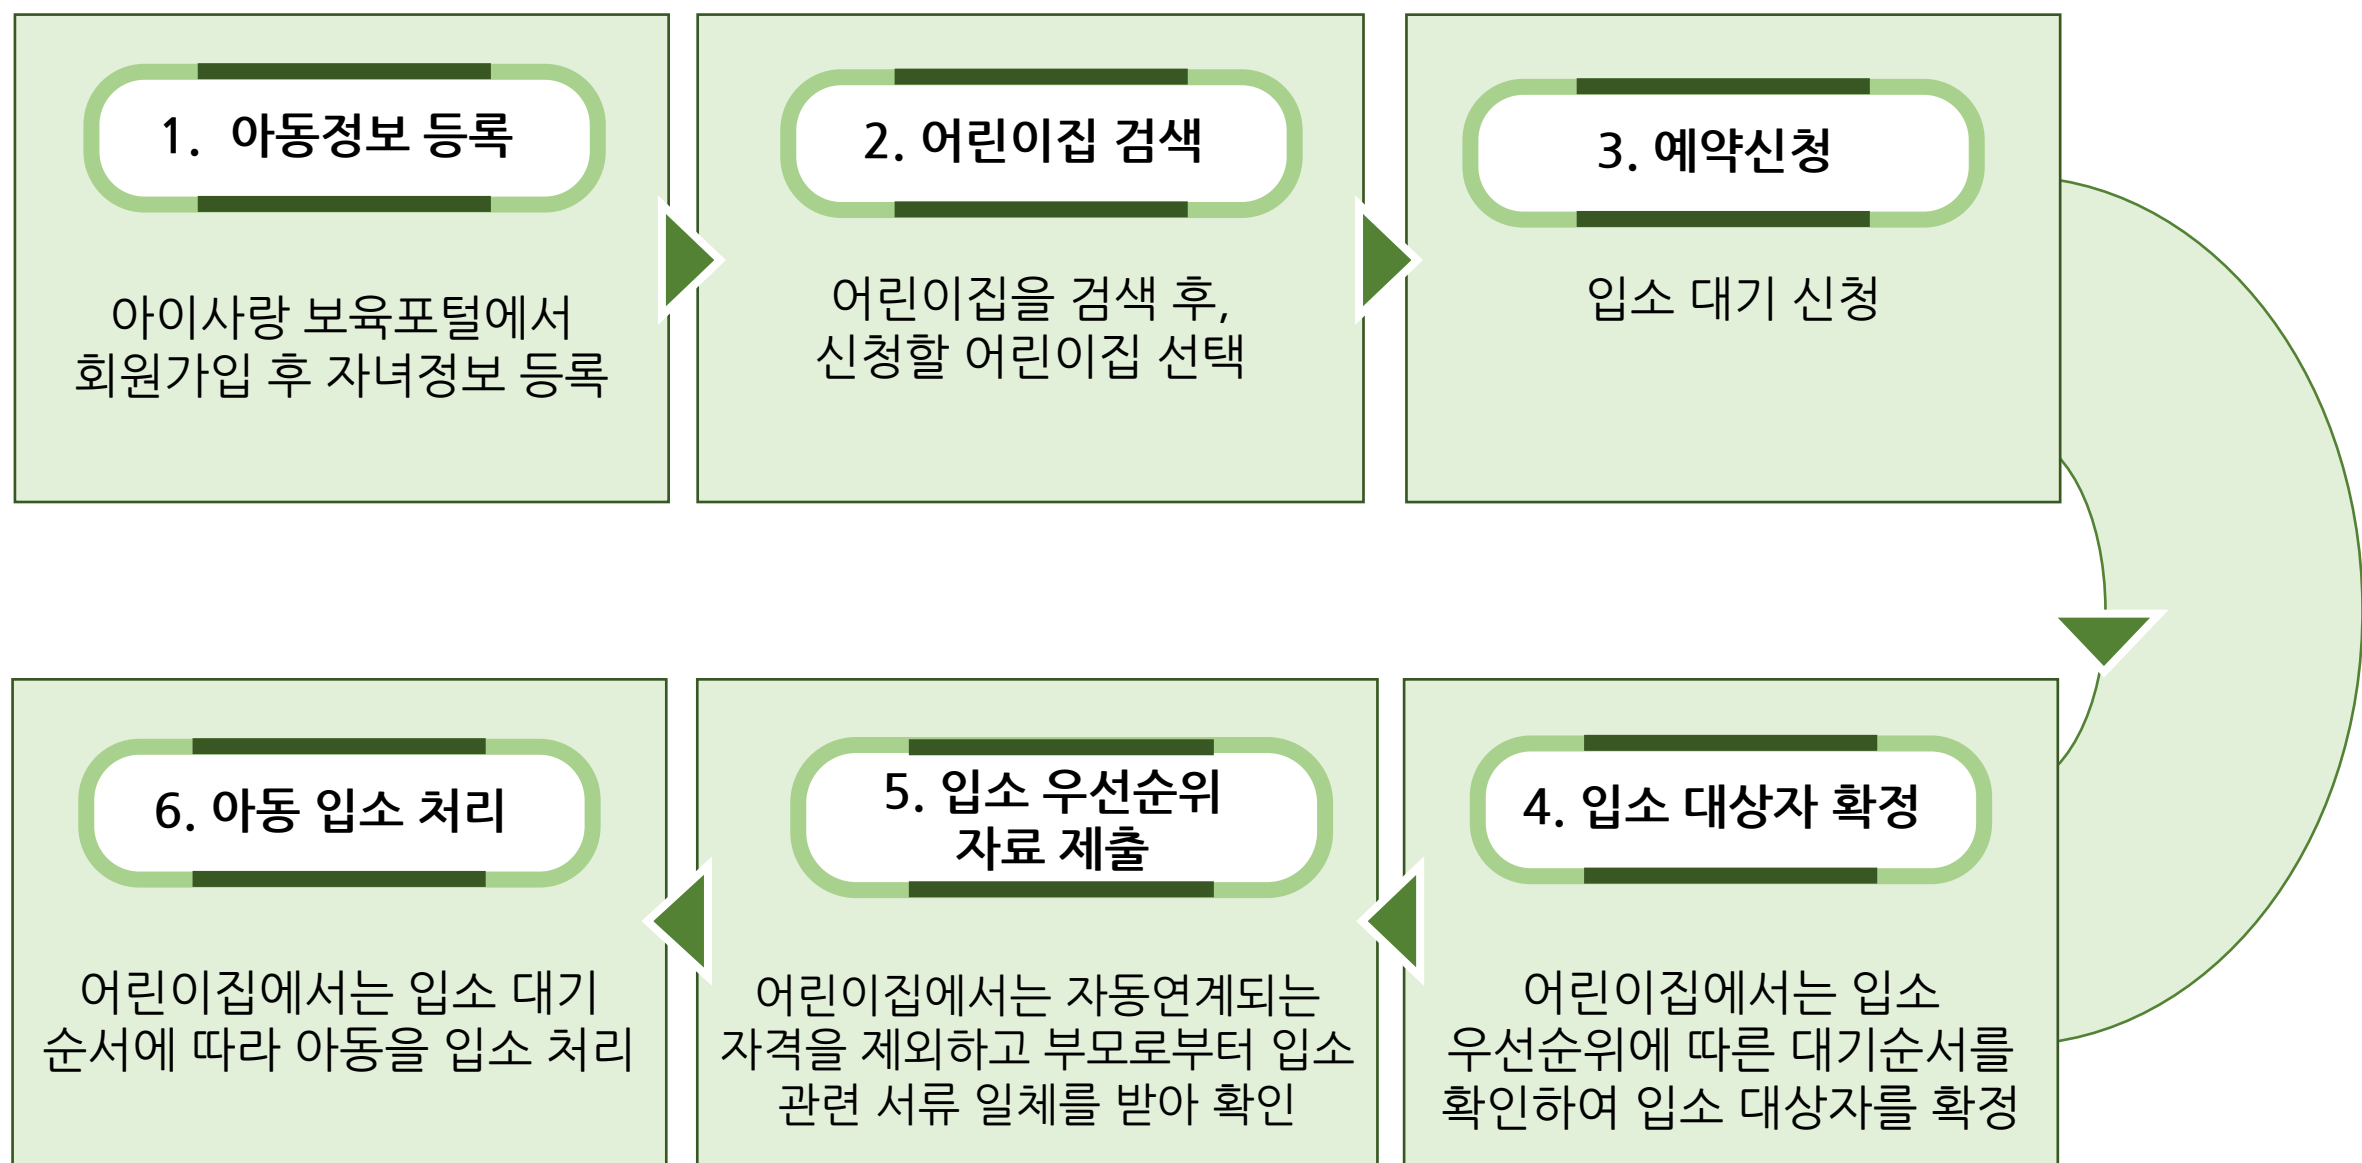 1. 아동정보 등록
아이사랑 보육포털에서
회원가입 후 자녀정보 등록
2. 어린이집 검색
어린이집을 검색 후,
신청할 어린이집 선택
3. 예약신청
입소 대기 신청
4. 입소 대상자 확정
어린이집에서는 입소
우선순위에 따른 대기순서를
확인하여 입소 대상자를 확정
5. 입소 우선순위
자료 제출
어린이집에서는 자동연계되는
자격을 제외하고 부모로부터 입소
관련 서류 일체를 받아 확인
6. 아동 입소 처리
어린이집에서는 입소 대기
순서에 따라 아동을 입소 처리